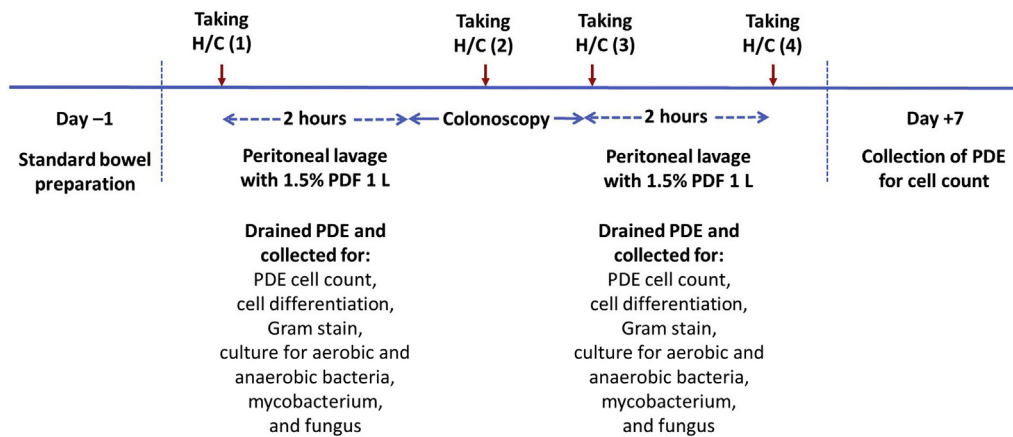 Taking
H/C (1)
Taking
H/C (2)
Taking
H/C (3)
Taking
H/C (4)
Day –1
2 hours
Colonoscopy
2 hours
Day +7
Standard bowel
preparation
Peritoneal lavage
with 1.5% PDF 1 L
Peritoneal lavage
with 1.5% PDF 1 L
Collection of PDE
for cell count
Drained PDE and
collected for:
PDE cell count,
cell differentiation,
Gram stain,
culture for aerobic and
anaerobic bacteria,
mycobacterium,
and fungus
Drained PDE and
collected for:
PDE cell count,
cell differentiation,
Gram stain,
culture for aerobic and
anaerobic bacteria,
mycobacterium,
and fungus